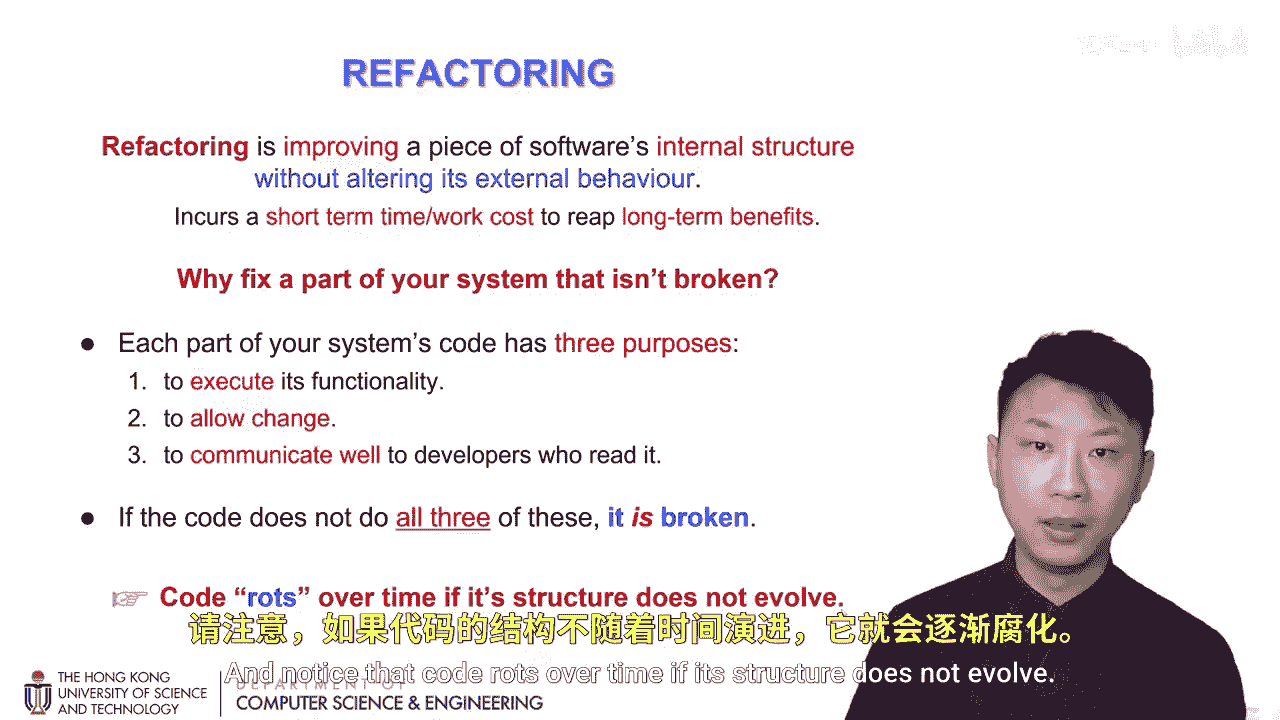 REFACTORING
Refactoring is improving a piece of software's internal structure
without altering its external behaviour.
Incurs a short term time/work cost to reap long-term benefits.
Why fix a part of your system that isn't broken?
● Each part of your system's code has three purposes:
1. to execute its functionality.
2. to allow change.
3. to communicate well to developers who read it.
● If the code does not do all three of these, it is broken.
☞ Code “rots” over time if it's structure does not evolve.
请注意，如果代码的结构不随着时间演进，它就会逐渐腐化。
And notice that code rots over time if its structure does not evolve.
THE HONG KONG
UNIVERSITY OF SCIENCE
AND TECHNOLOGY
DEPARTMENT OF
COMPUTER SCIENCE & ENGINEERING